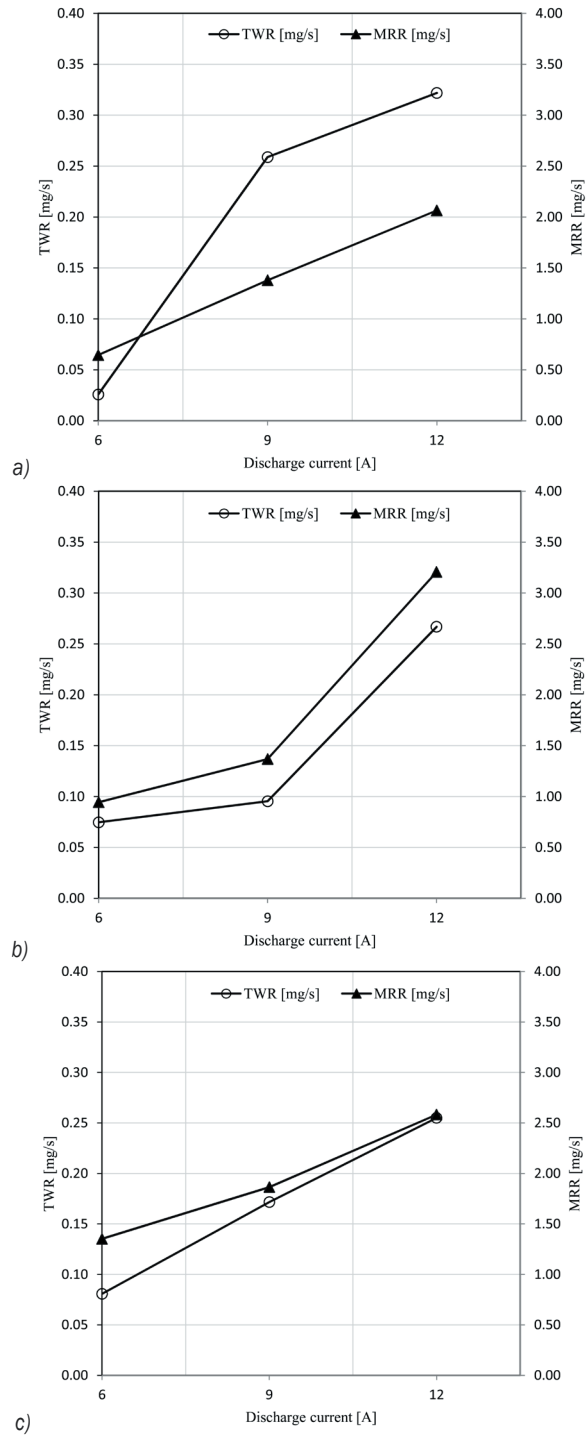 TWR [mg/s] MRR [mg/s]
0.40 4.00
0.35 3.50
0.30 3.00
0.25 2.50
0.20 2.00
0.15 1.50
0.10 1.00
0.05 0.50
0.00 0.00
TWR [mg/s]
MRR [mg/s]
6 9 12
Discharge current [A]
a)
TWR [mg/s] MRR [mg/s]
0.40 4.00
0.35 3.50
0.30 3.00
0.25 2.50
0.20 2.00
0.15 1.50
0.10 1.00
0.05 0.50
0.00 0.00
TWR [mg/s]
MRR [mg/s]
6 9 12
Discharge current [A]
b)
TWR [mg/s] MRR [mg/s]
0.40 4.00
0.35 3.50
0.30 3.00
0.25 2.50
0.20 2.00
0.15 1.50
0.10 1.00
0.05 0.50
0.00 0.00
TWR [mg/s]
MRR [mg/s]
6 9 12
Discharge current [A]
c)